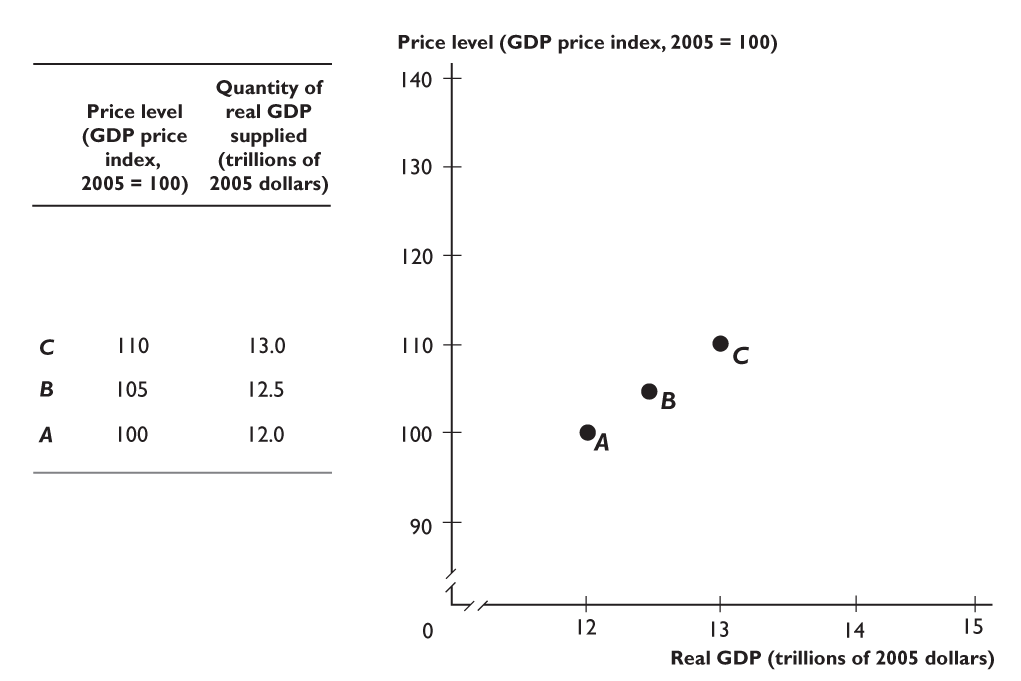 Price level
(GDP price
index,
2005 = 100)
Quantity of
real GDP
supplied
(trillions of
2005 dollars)
C 110 13.0
B 105 12.5
A 100 12.0
Price level (GDP price index, 2005 = 100)
140
130
120
110
100
90
0
C
B
A
12 13 14 15
Real GDP (trillions of 2005 dollars)